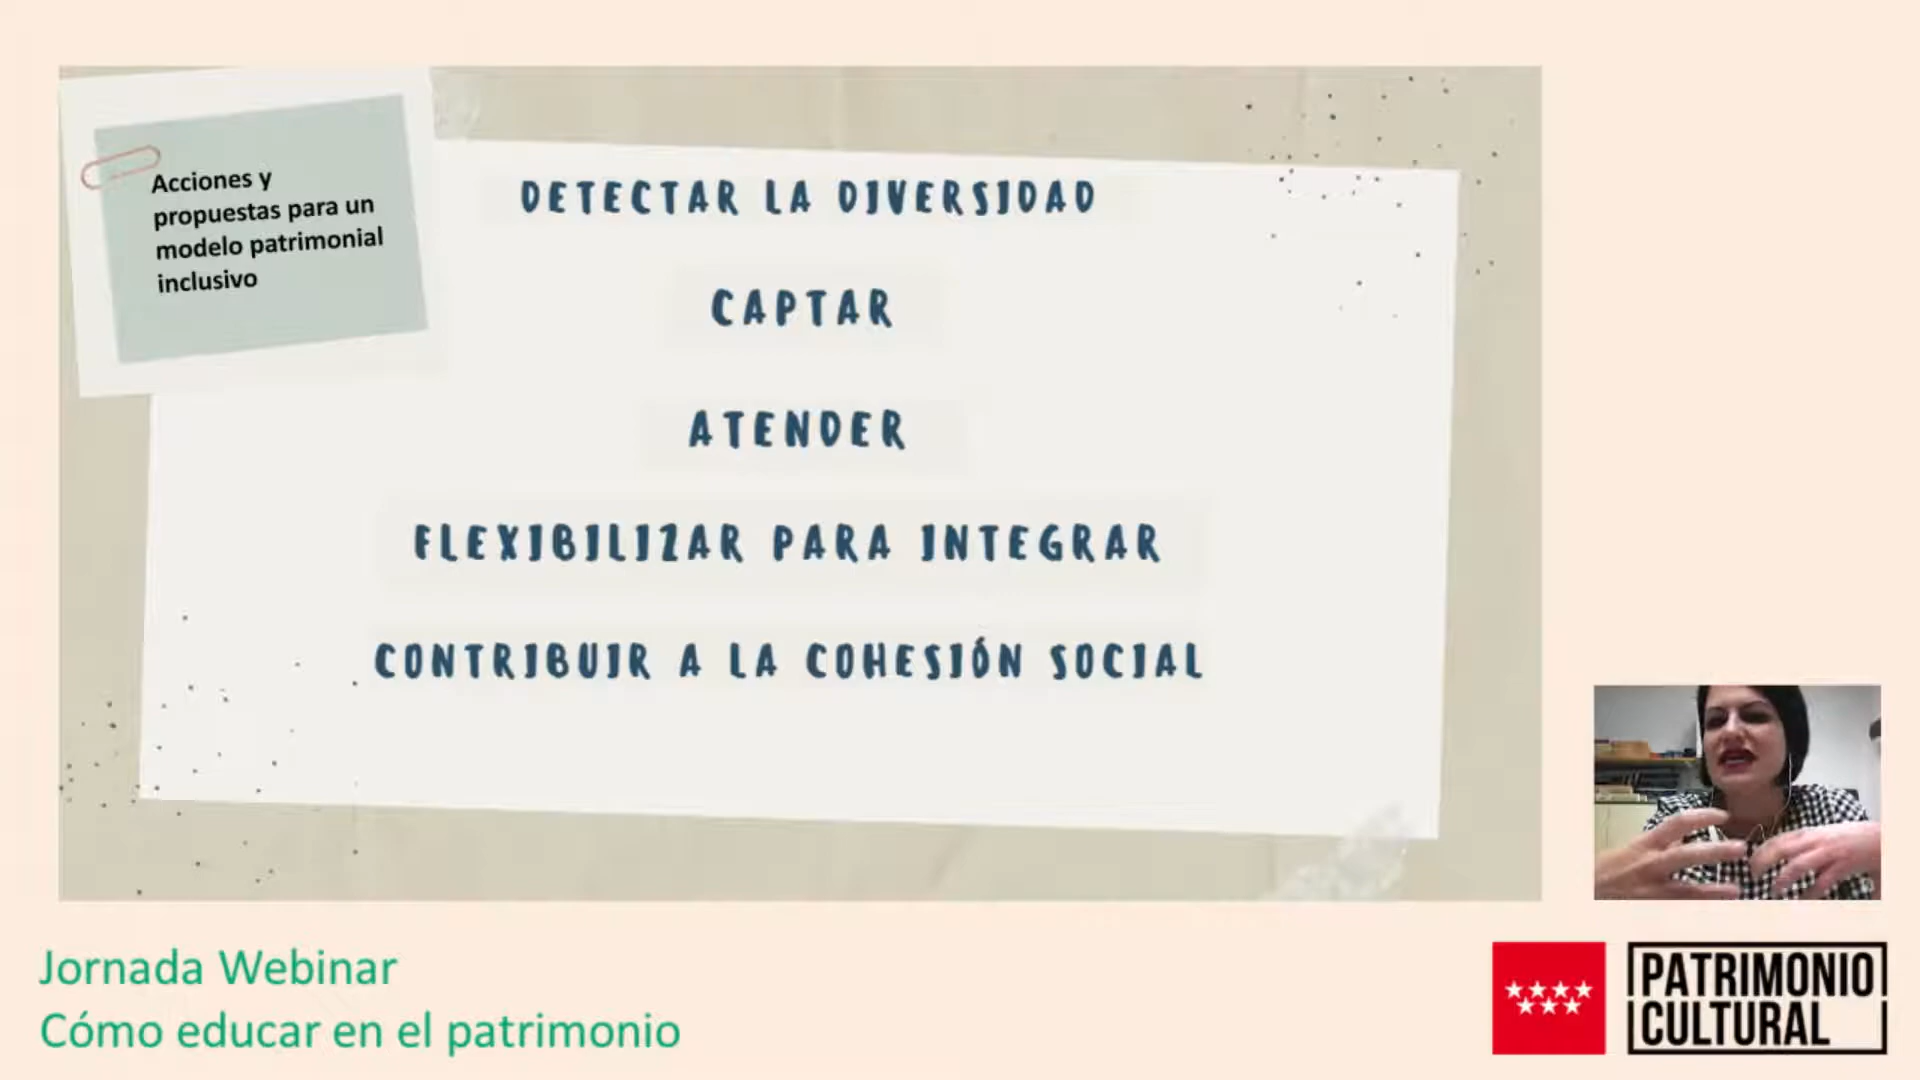 Acciones y
propuestas para un
modelo patrimonial
inclusivo
DETECTAR LA DIVERSIDAD
CAPTAR
ATENDER
FLEXIBILIZAR PARA INTEGRAR
CONTRIBUIR A LA COHESIÓN SOCIAL
Jornada Webinar
Cómo educar en el patrimonio
PATRIMONIO
CULTURAL